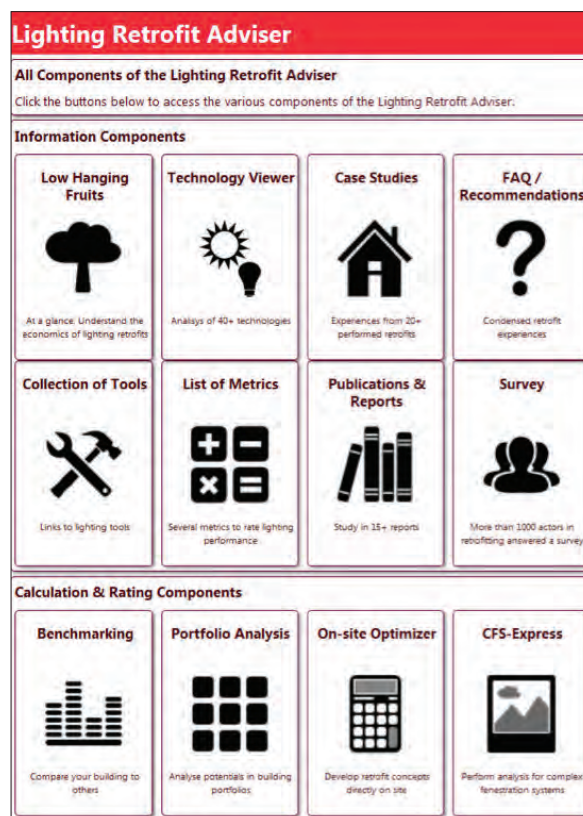 Lighting Retrofit Adviser
All Components of the Lighting Retrofit Adviser
Click the buttons below to access the various components of the Lighting Retrofit Adviser.
Information Components
Low Hanging
Fruits
At a glance: Understand the
economics of lighting retrofits
Technology Viewer
Analisys of 40+ technologies
Case Studies
Experiences from 20+
performed retrofits
FAQ /
Recommendations
Condensed retrofit
experiences
Collection of Tools
Links to lighting tools
List of Metrics
Several metrics to rate lighting
performance
Publications &
Reports
Study in 15+ reports
Survey
More than 1000 actors in
retrofitting answered a survey
Calculation & Rating Components
Benchmarking
Compare your building to
others
Portfolio Analysis
Analyse potentials in building
portfolios
On-site Optimizer
Develop retrofit concepts
directly on site
CFS-Express
Perform analysis for complex
fenestration systems